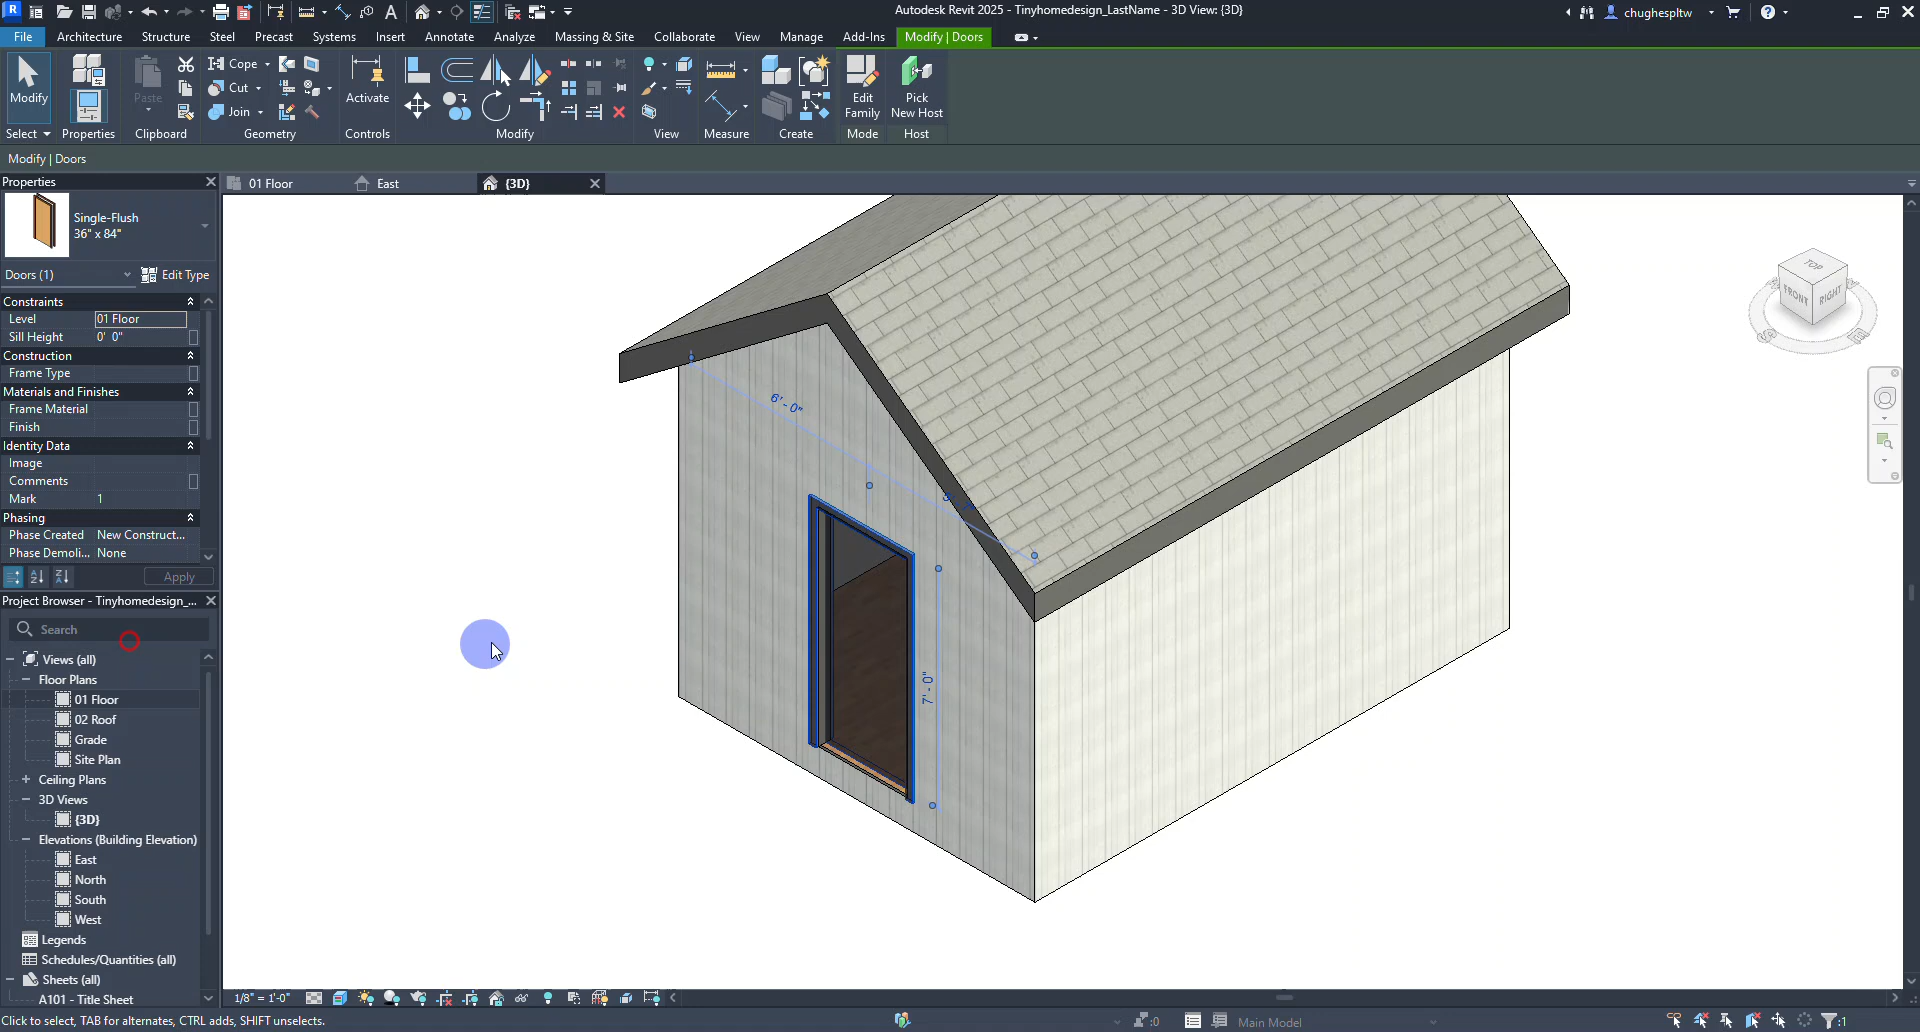 Autodesk Revit 2025 - Tinyhomedesign_LastName - 3D View: {3D}
chughespltw
File Architecture Structure Steel Precast Systems Insert Annotate Analyze Massing & Site Collaborate View Manage Add-Ins Modify | Doors
Modify
Paste
Cope
Cut
Join
Activate
Edit Family
Pick New Host
Select Properties Clipboard Geometry Controls Modify View Measure Create Mode Host
Modify | Doors
Properties
01 Floor East {3D}
Single-Flush
36" x 84"
Doors (1) Edit Type
Constraints
Level 01 Floor
Sill Height 0' 0"
Construction
Frame Type
Materials and Finishes
Frame Material
Finish
Identity Data
Image
Comments
Mark 1
Phasing
Phase Created New Construct...
Phase Demoli... None
Apply
Project Browser - Tinyhomedesign_...
Search
Views (all)
Floor Plans
01 Floor
02 Roof
Grade
Site Plan
Ceiling Plans
3D Views
{3D}
Elevations (Building Elevation)
East
North
South
West
Legends
Schedules/Quantities (all)
Sheets (all)
A101 - Title Sheet
6' - 0"
7' - 0"
TOP
FRONT
RIGHT
1/8" = 1'-0"
Click to select, TAB for alternates, CTRL adds, SHIFT unselects.
:0
Main Model
:1